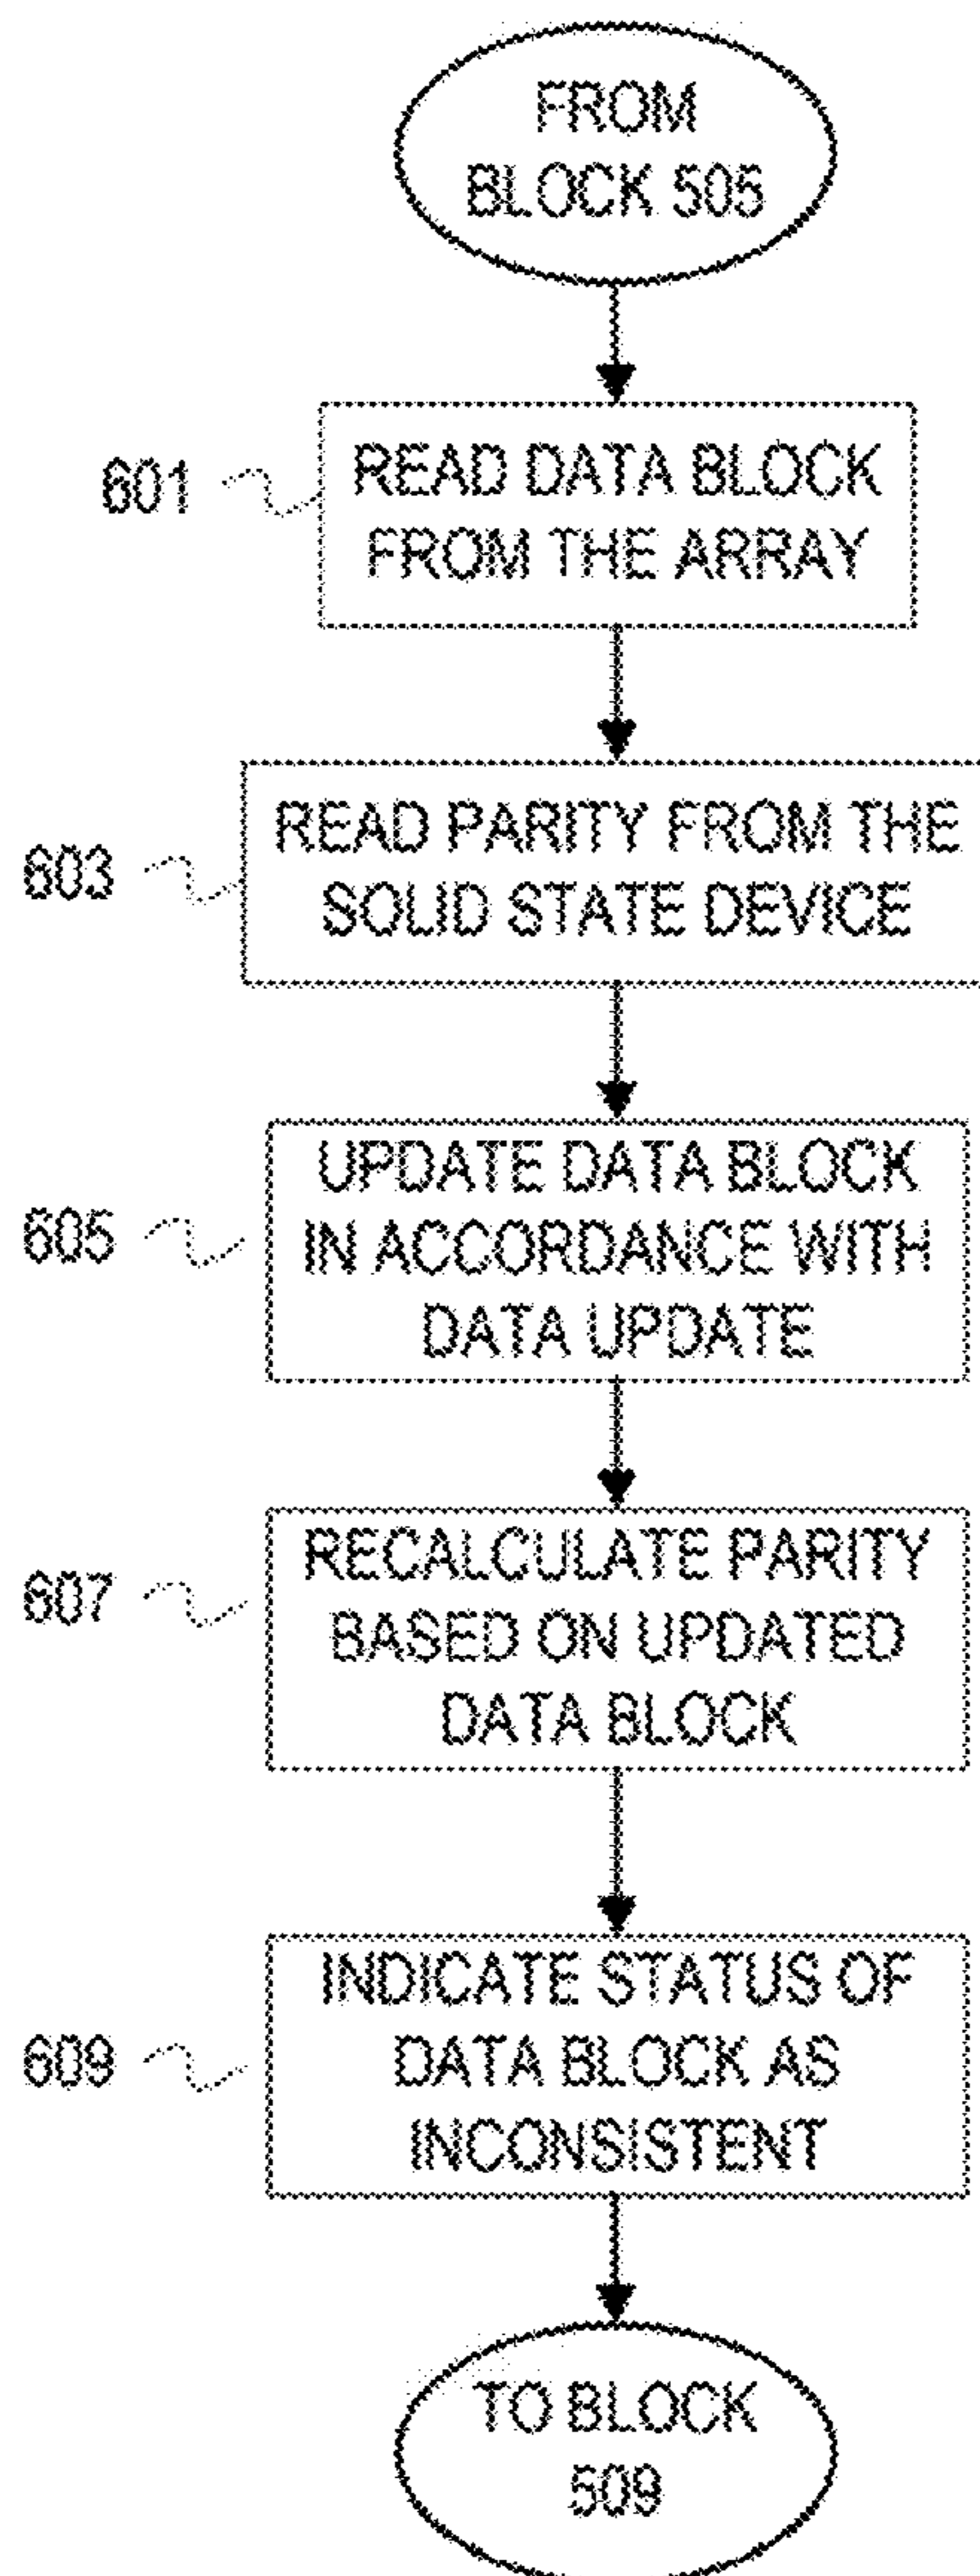 FROM
BLOCK 505
601
READ DATA BLOCK
FROM THE ARRAY
603
READ PARITY FROM THE
SOLID STATE DEVICE
605
UPDATE DATA BLOCK
IN ACCORDANCE WITH
DATA UPDATE
607
RECALCULATE PARITY
BASED ON UPDATED
DATA BLOCK
609
INDICATE STATUS OF
DATA BLOCK AS
INCONSISTENT
TO BLOCK
509